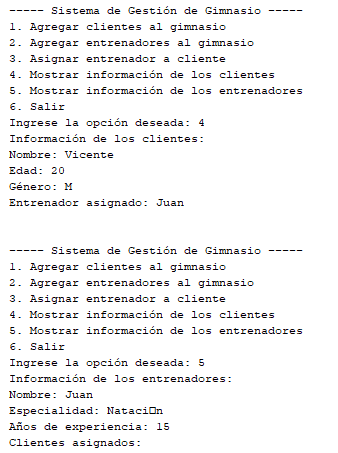 ----- Sistema de Gestión de Gimnasio -----
1. Agregar clientes al gimnasio
2. Agregar entrenadores al gimnasio
3. Asignar entrenador a cliente
4. Mostrar información de los clientes
5. Mostrar información de los entrenadores
6. Salir
Ingrese la opción deseada: 4
Información de los clientes:
Nombre: Vicente
Edad: 20
Género: M
Entrenador asignado: Juan
----- Sistema de Gestión de Gimnasio -----
1. Agregar clientes al gimnasio
2. Agregar entrenadores al gimnasio
3. Asignar entrenador a cliente
4. Mostrar información de los clientes
5. Mostrar información de los entrenadores
6. Salir
Ingrese la opción deseada: 5
Información de los entrenadores:
Nombre: Juan
Especialidad: Nataci□n
Años de experiencia: 15
Clientes asignados: